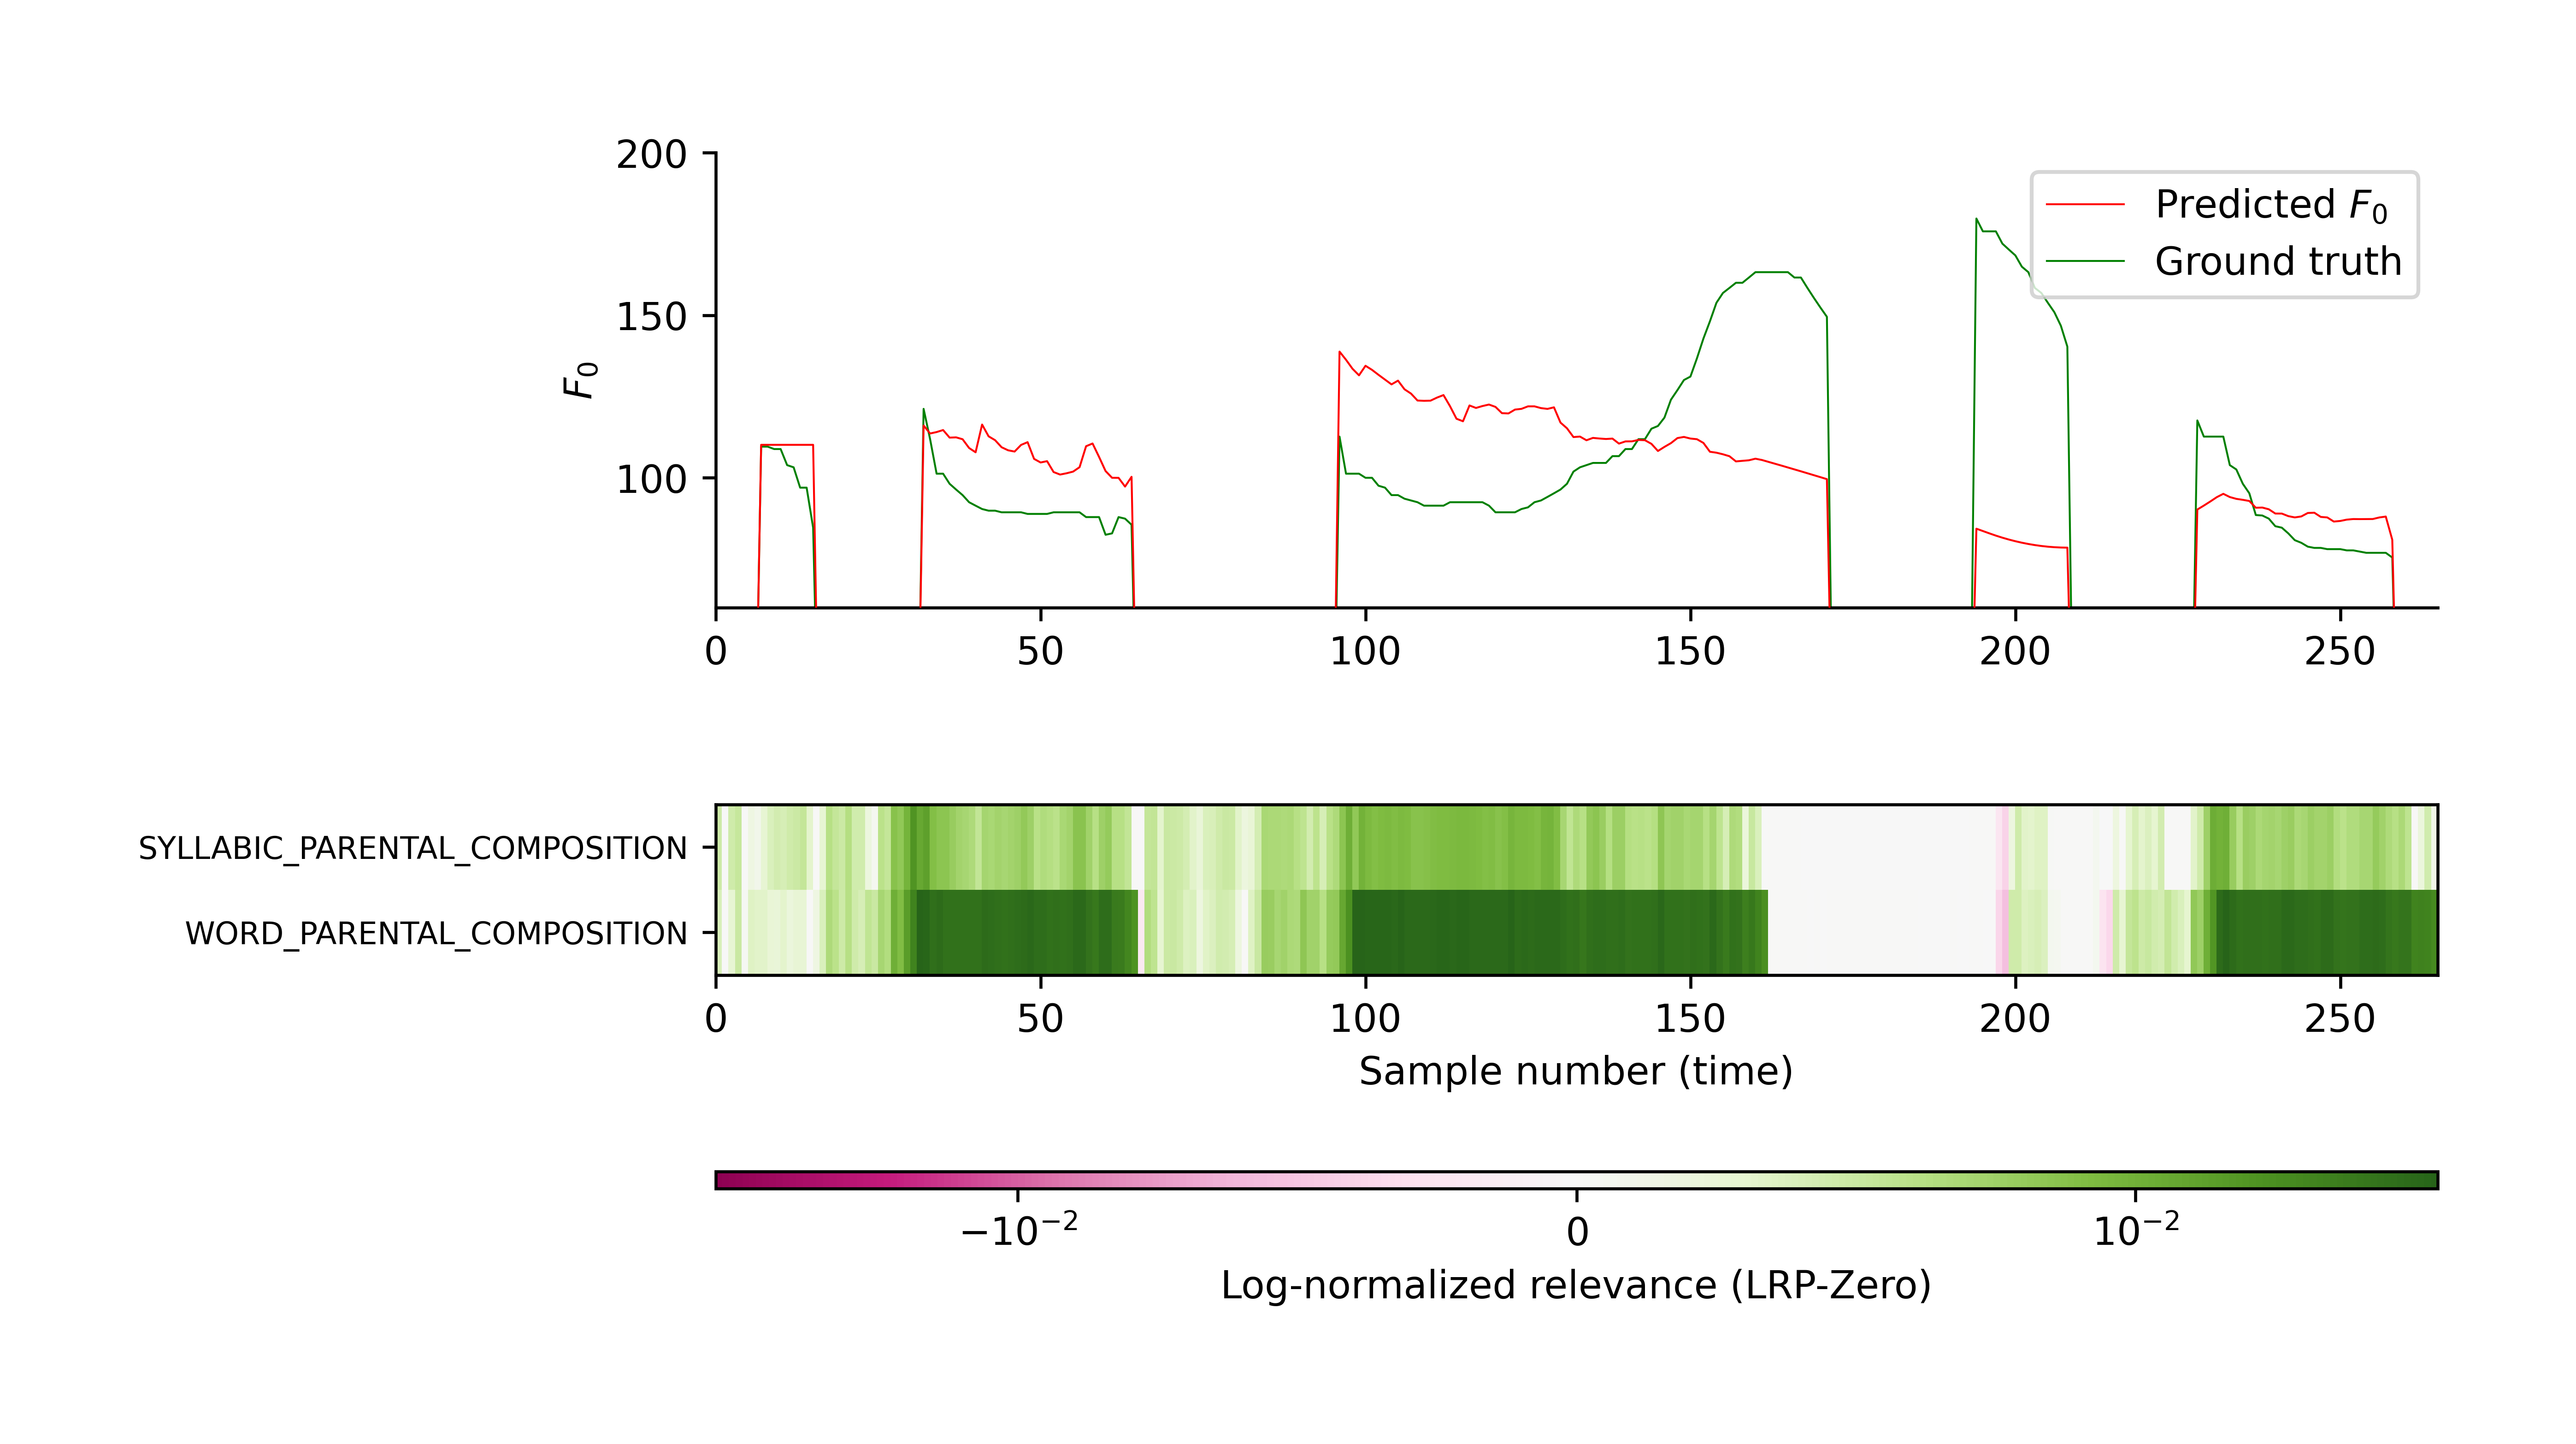 200
150
100
F0
Predicted F0
Ground truth
0 50 100 150 200 250
SYLLABIC_PARENTAL_COMPOSITION
WORD_PARENTAL_COMPOSITION
0 50 100 150 200 250
Sample number (time)
−10−2 0 10−2
Log-normalized relevance (LRP-Zero)